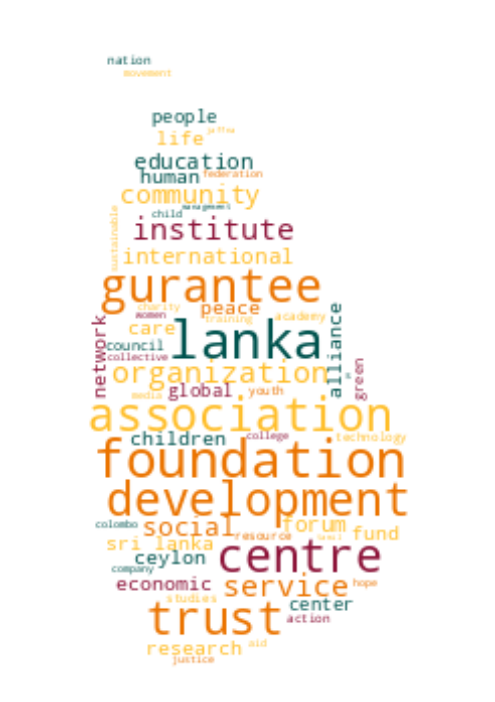 nation
movement
people
life jaffna
education
human federation
community
management
child
sustainable
institute
international
gurantee
charity
women peace
training academy
care
lanka
network
council
collective
alliance
organization
green
global youth
media
association
children college technology
foundation
development
colombo social forum
resource fund
sri lanka
ceylon centre
company
economic service hope
studies center
trust action
research aid
justice